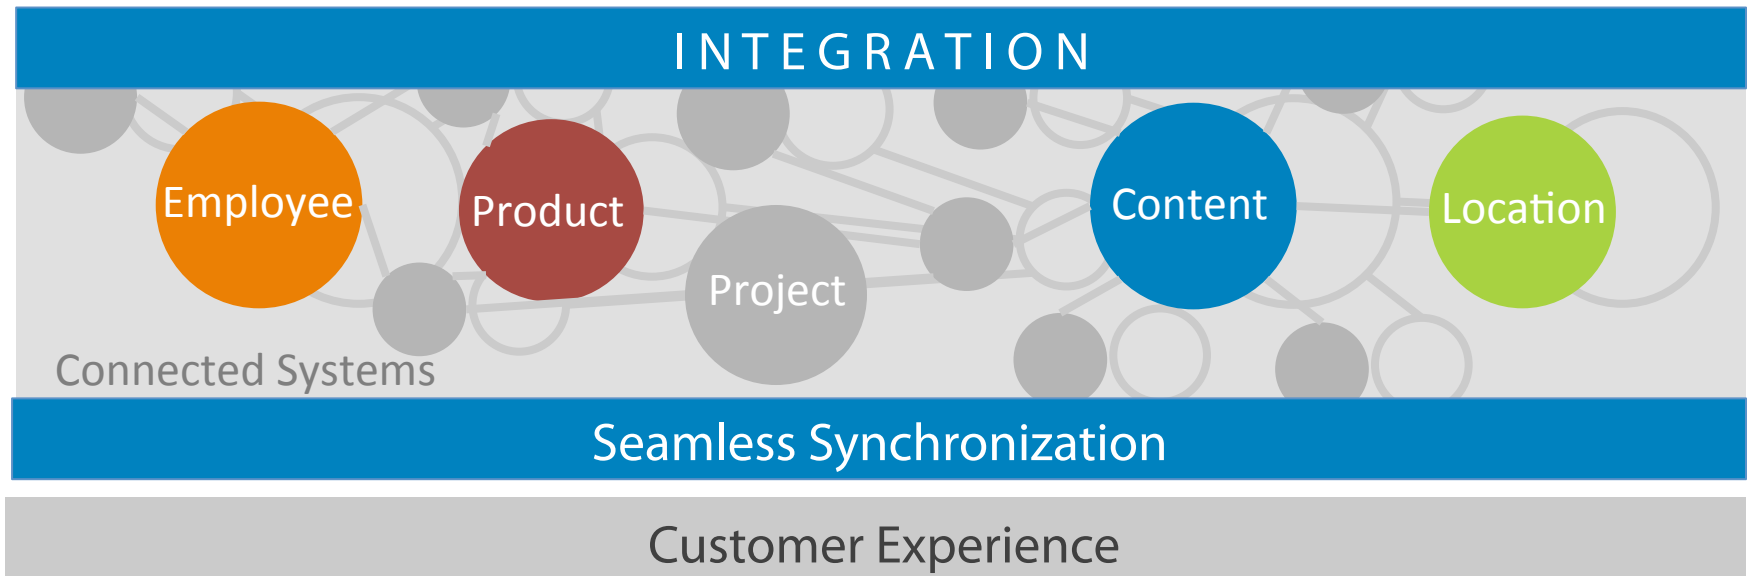 INTEGRATION
Employee
Product
Project
Content
Location
Connected Systems
Seamless Synchronization
Customer Experience